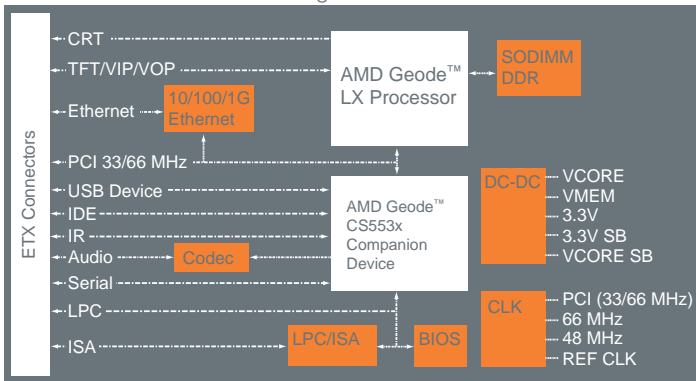 ETX Connectors
CRT
TFT/VIP/VOP
Ethernet
PCI 33/66 MHz
USB Device
IDE
IR
Audio
Serial
LPC
ISA
10/100/1G
Ethernet
AMD Geode™
LX Processor
SODIMM
DDR
AMD Geode™
CS553x
Companion
Device
Codec
LPC/ISA
BIOS
DC-DC
VCORE
VMEM
3.3V
3.3V SB
VCORE SB
CLK
PCI (33/66 MHz)
66 MHz
48 MHz
REF CLK